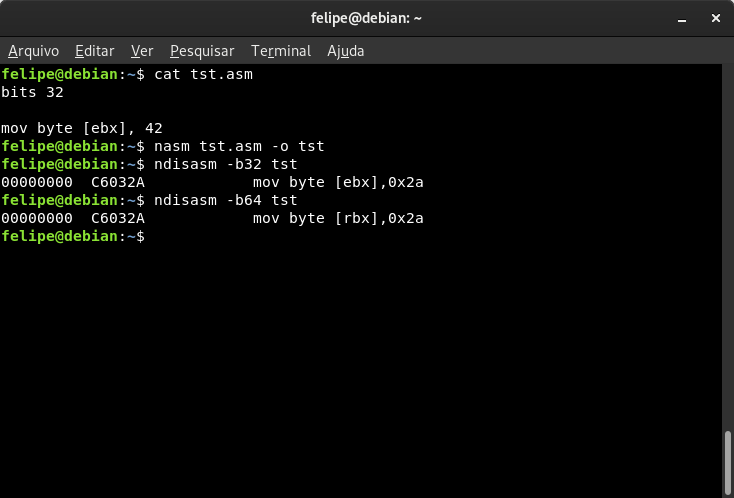 felipe@debian: ~
Arquivo Editar Ver Pesquisar Terminal Ajuda
felipe@debian:~$ cat tst.asm
bits 32
mov byte [ebx], 42
felipe@debian:~$ nasm tst.asm -o tst
felipe@debian:~$ ndisasm -b32 tst
00000000  C6032A            mov byte [ebx],0x2a
felipe@debian:~$ ndisasm -b64 tst
00000000  C6032A            mov byte [rbx],0x2a
felipe@debian:~$